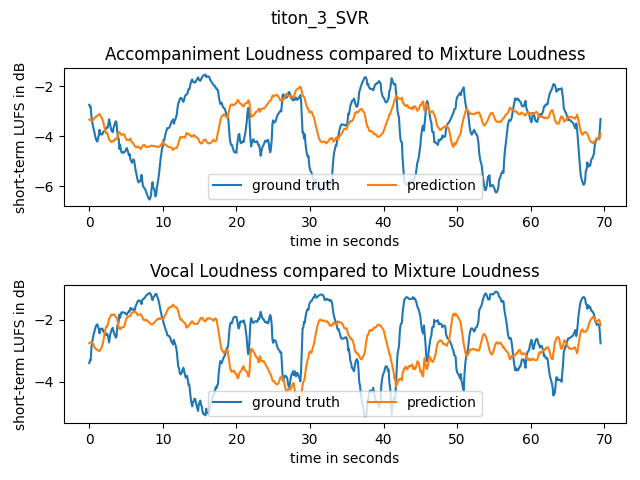 titon_3_SVR
Accompaniment Loudness compared to Mixture Loudness
short-term LUFS in dB
−2
−4
−6
ground truth
prediction
0 10 20 30 40 50 60 70
time in seconds
Vocal Loudness compared to Mixture Loudness
short-term LUFS in dB
−2
−4
ground truth
prediction
0 10 20 30 40 50 60 70
time in seconds